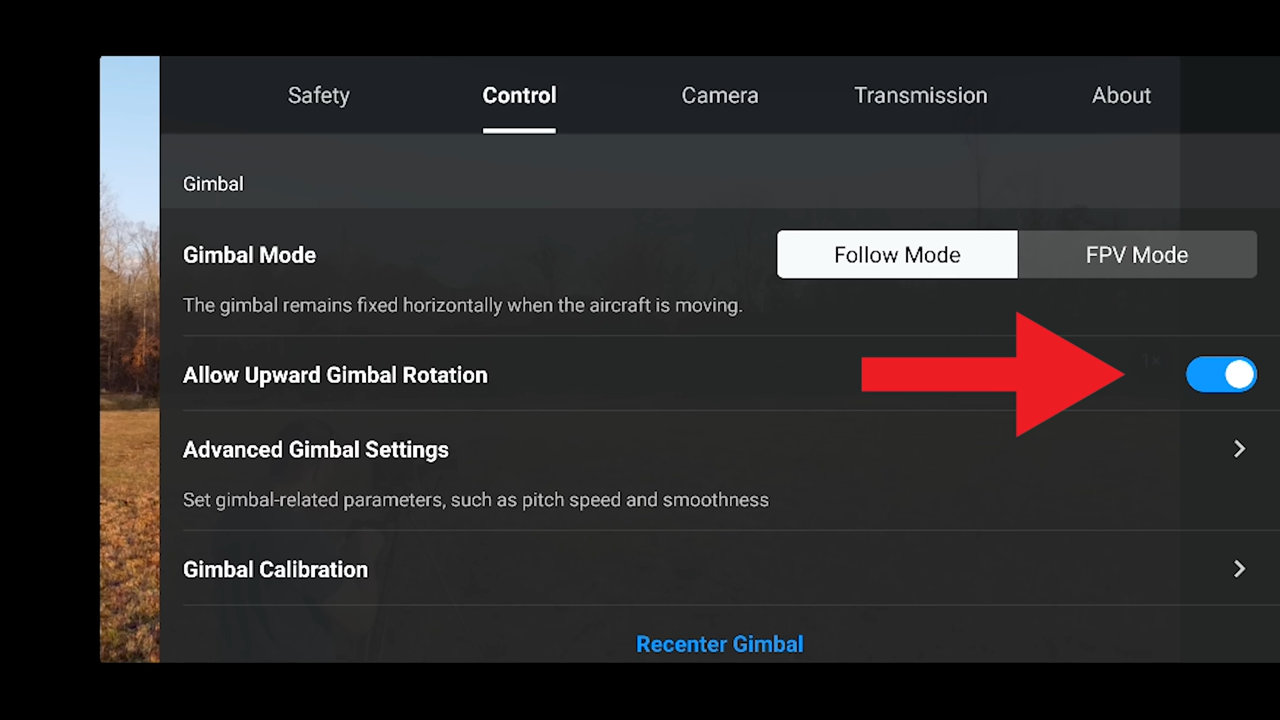 Safety Control Camera Transmission About
Gimbal
Gimbal Mode Follow Mode FPV Mode
The gimbal remains fixed horizontally when the aircraft is moving.
1×
Allow Upward Gimbal Rotation
Advanced Gimbal Settings
Set gimbal-related parameters, such as pitch speed and smoothness
Gimbal Calibration
Recenter Gimbal